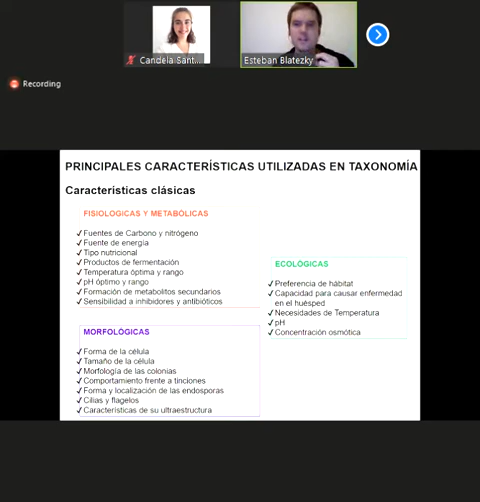 Candela Sant...
Esteban Blatezky
Recording
PRINCIPALES CARACTERÍSTICAS UTILIZADAS EN TAXONOMÍA
Caracteristicas clásicas
FISIOLOGICAS Y METABÓLICAS
✓ Fuentes de Carbono y nitrógeno
✓ Fuente de energía
✓ Tipo nutricional
✓ Productos de fermentación
✓ Temperatura óptima y rango
✓ pH óptimo y rango
✓ Formación de metabolitos secundarios
✓ Sensibilidad a inhibidores y antibióticos
MORFOLÓGICAS
✓ Forma de la célula
✓ Tamaño de la célula
✓ Morfología de las colonias
✓ Comportamiento frente a tinciones
✓ Forma y localización de las endosporas
✓ Cilias y flagelos
✓ Características de su ultraestructura
ECOLÓGICAS
✓ Preferencia de hábitat
✓ Capacidad para causar enfermedad
en el huésped
✓ Necesidades de Temperatura
✓ pH
✓ Concentración osmótica